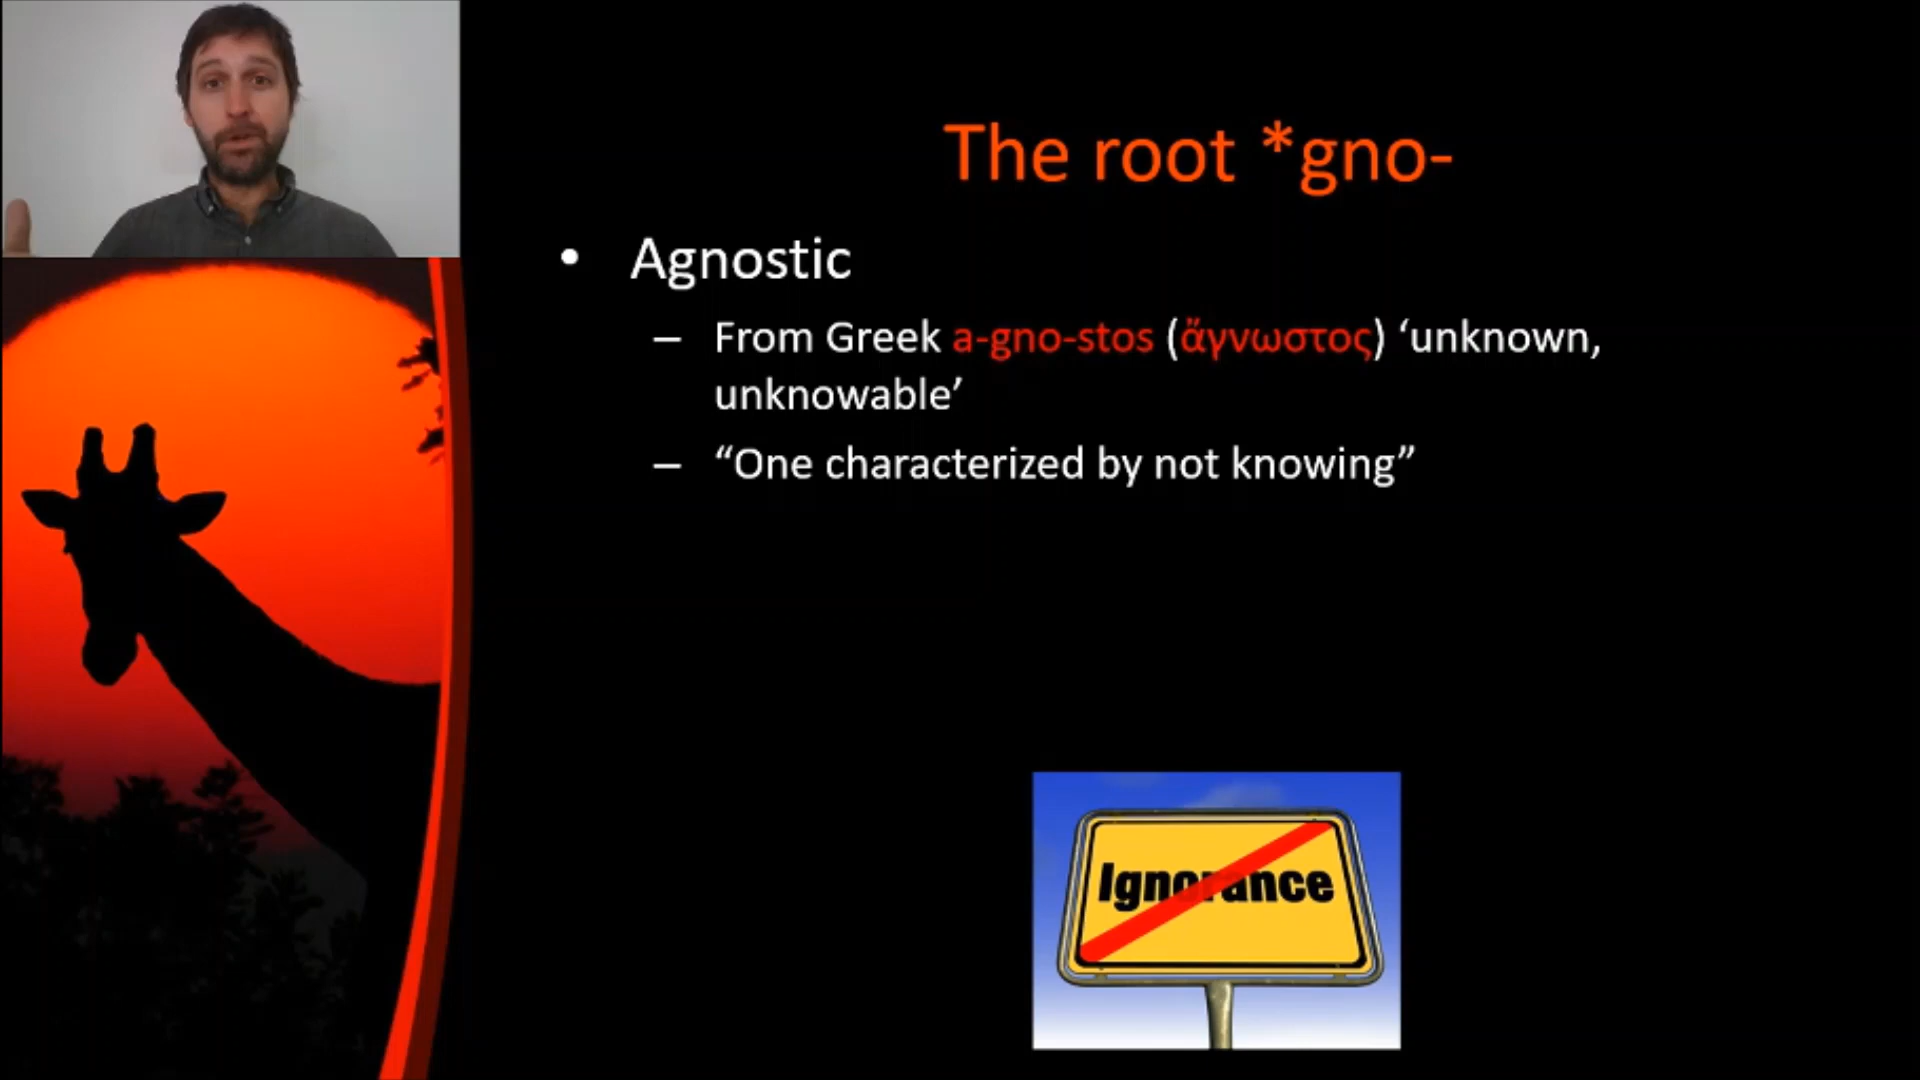 The root *gno-
• Agnostic
– From Greek a-gno-stos (ἄγνωστος) ‘unknown,
unknowable’
– “One characterized by not knowing”
Ignorance